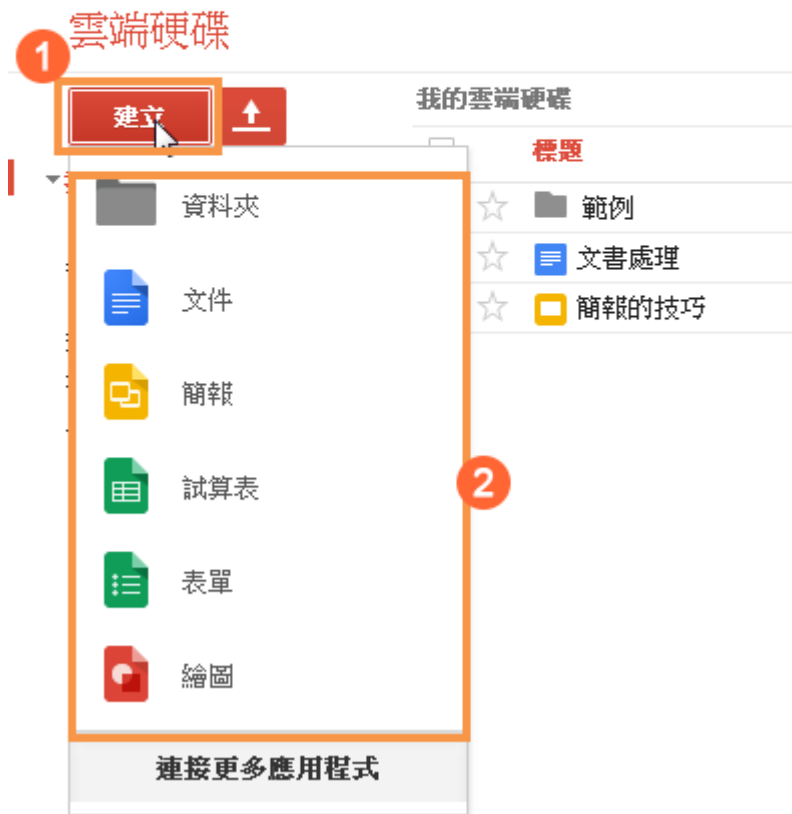 雲端硬碟
1
建立
我的雲端硬碟
標題
資料夾
範例
文書處理
文件
簡報的技巧
簡報
試算表
2
表單
繪圖
連接更多應用程式